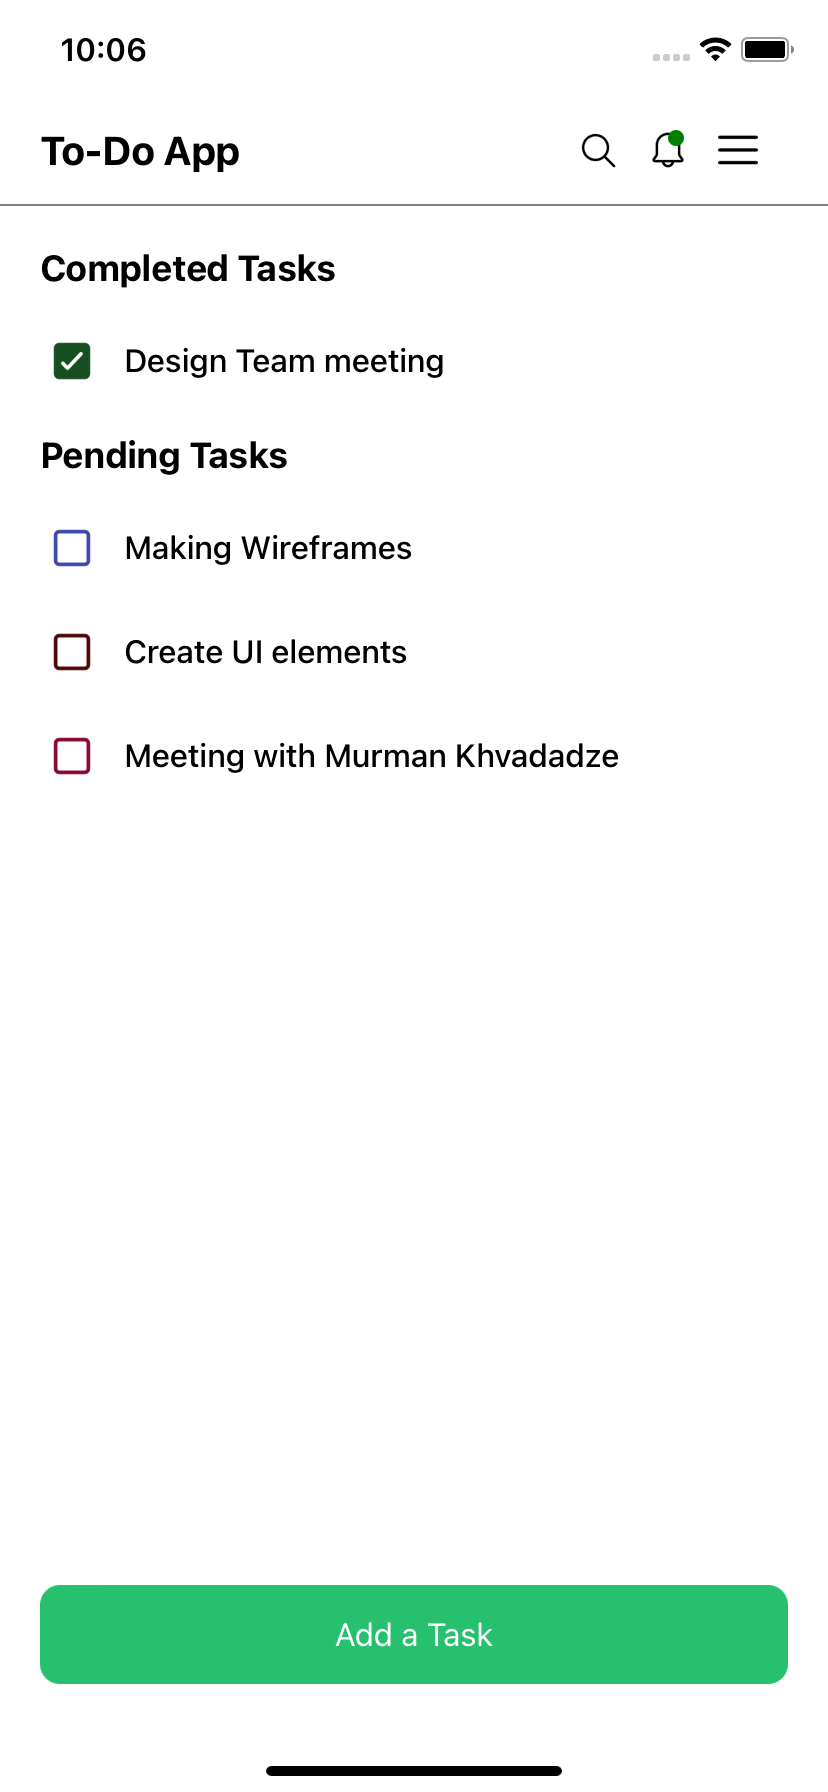 10:06
To-Do App
Completed Tasks
Design Team meeting
Pending Tasks
Making Wireframes
Create UI elements
Meeting with Murman Khvadadze
Add a Task